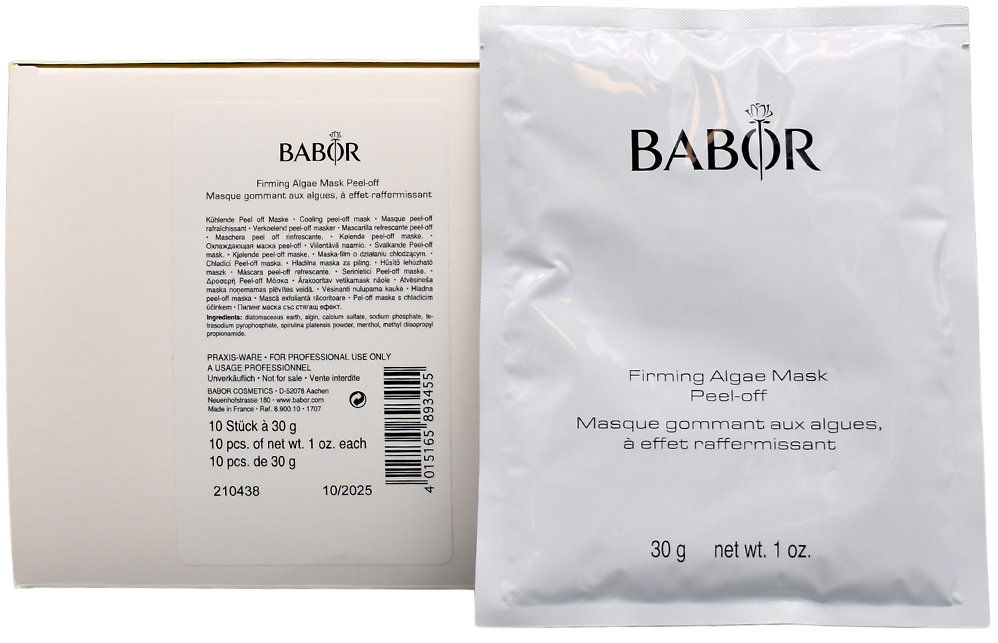 BABOR
Firming Algae Mask Peel-off
Masque gommant aux algues, à effet raffermissant
Kühlende Peel off Maske • Cooling peel-off mask • Masque peel-off
rafraîchissant • Verkoelend peel-off masker • Mascarilla refrescante peel-off
• Maschera peel off rinfrescante. • Kølende peel-off maske. •
Охлаждающая маска peel-off • Viilentävä naamio. • Svalkande Peel-off
mask. • Kjølende peel-off maske. • Maska-film o działaniu chłodzącym. •
Chladící Peel-off maska. • Hladilna maska za piling. • Hűsítő lehúzható
maszk • Máscara peel-off refrescante. • Serinletici Peel-off maske. •
Δροσερή Peel-off Μάσκα • Ārakooritav vetikamask näole • Atvēsinoša
maska noņemamas plēvītes veidā. • Vėsinanti nulupama kaukė • Hladna
peel-off maska • Mască exfoliantă răcoritoare • Pel-off maska s chladicim
účinkem • Пилинг маска със стягащ ефект.
Ingredients: diatomaceous earth, algin, calcium sulfate, sodium phosphate, te-
trasodium pyrophosphate, spirulina platensis powder, menthol, methyl diisopropyl
propionamide.
PRAXIS-WARE • FOR PROFESSIONAL USE ONLY
A USAGE PROFESSIONNEL
Unverkäuflich • Not for sale • Vente interdite
BABOR COSMETICS • D-52078 Aachen
Neuenhofstrasse 180 • www.babor.com
Made in France • Ref. 8.900.10 • 1707
10 Stück à 30 g
10 pcs. of net wt. 1 oz. each
10 pcs. de 30 g
210438 10/2025
4 015165 893455
BABOR
Firming Algae Mask
Peel-off
Masque gommant aux algues,
à effet raffermissant
30 g net wt. 1 oz.